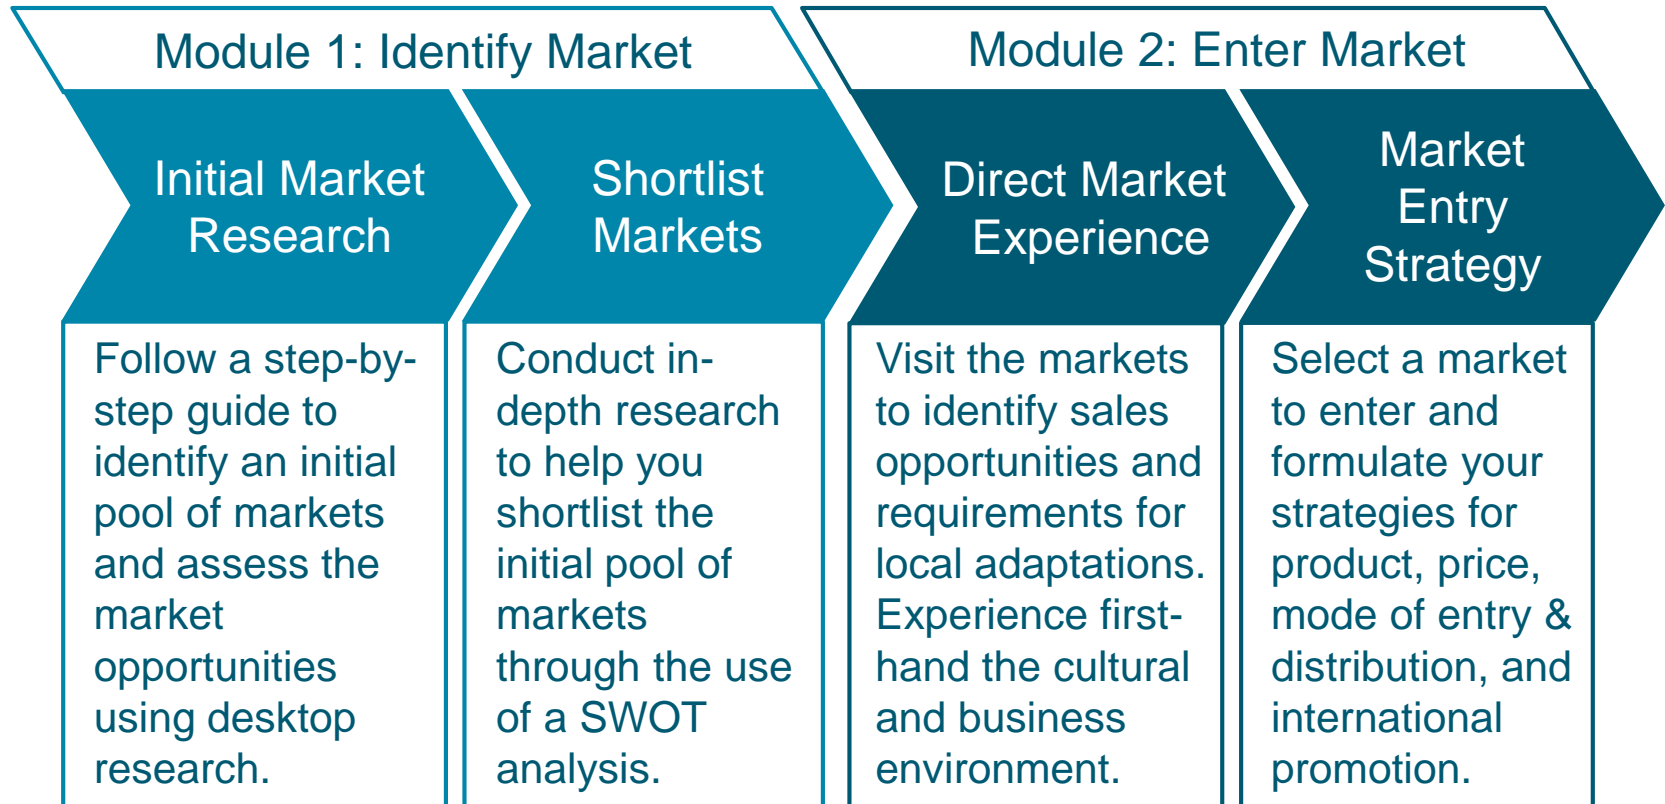 Module 1: Identify Market
Module 2: Enter Market
Initial Market
Research
Shortlist
Markets
Direct Market
Experience
Market
Entry
Strategy
Follow a step-by-
step guide to
identify an initial
pool of markets
and assess the
market
opportunities
using desktop
research.
Conduct in-
depth research
to help you
shortlist the
initial pool of
markets
through the use
of a SWOT
analysis.
Visit the markets
to identify sales
opportunities and
requirements for
local adaptations.
Experience first-
hand the cultural
and business
environment.
Select a market
to enter and
formulate your
strategies for
product, price,
mode of entry &
distribution, and
international
promotion.